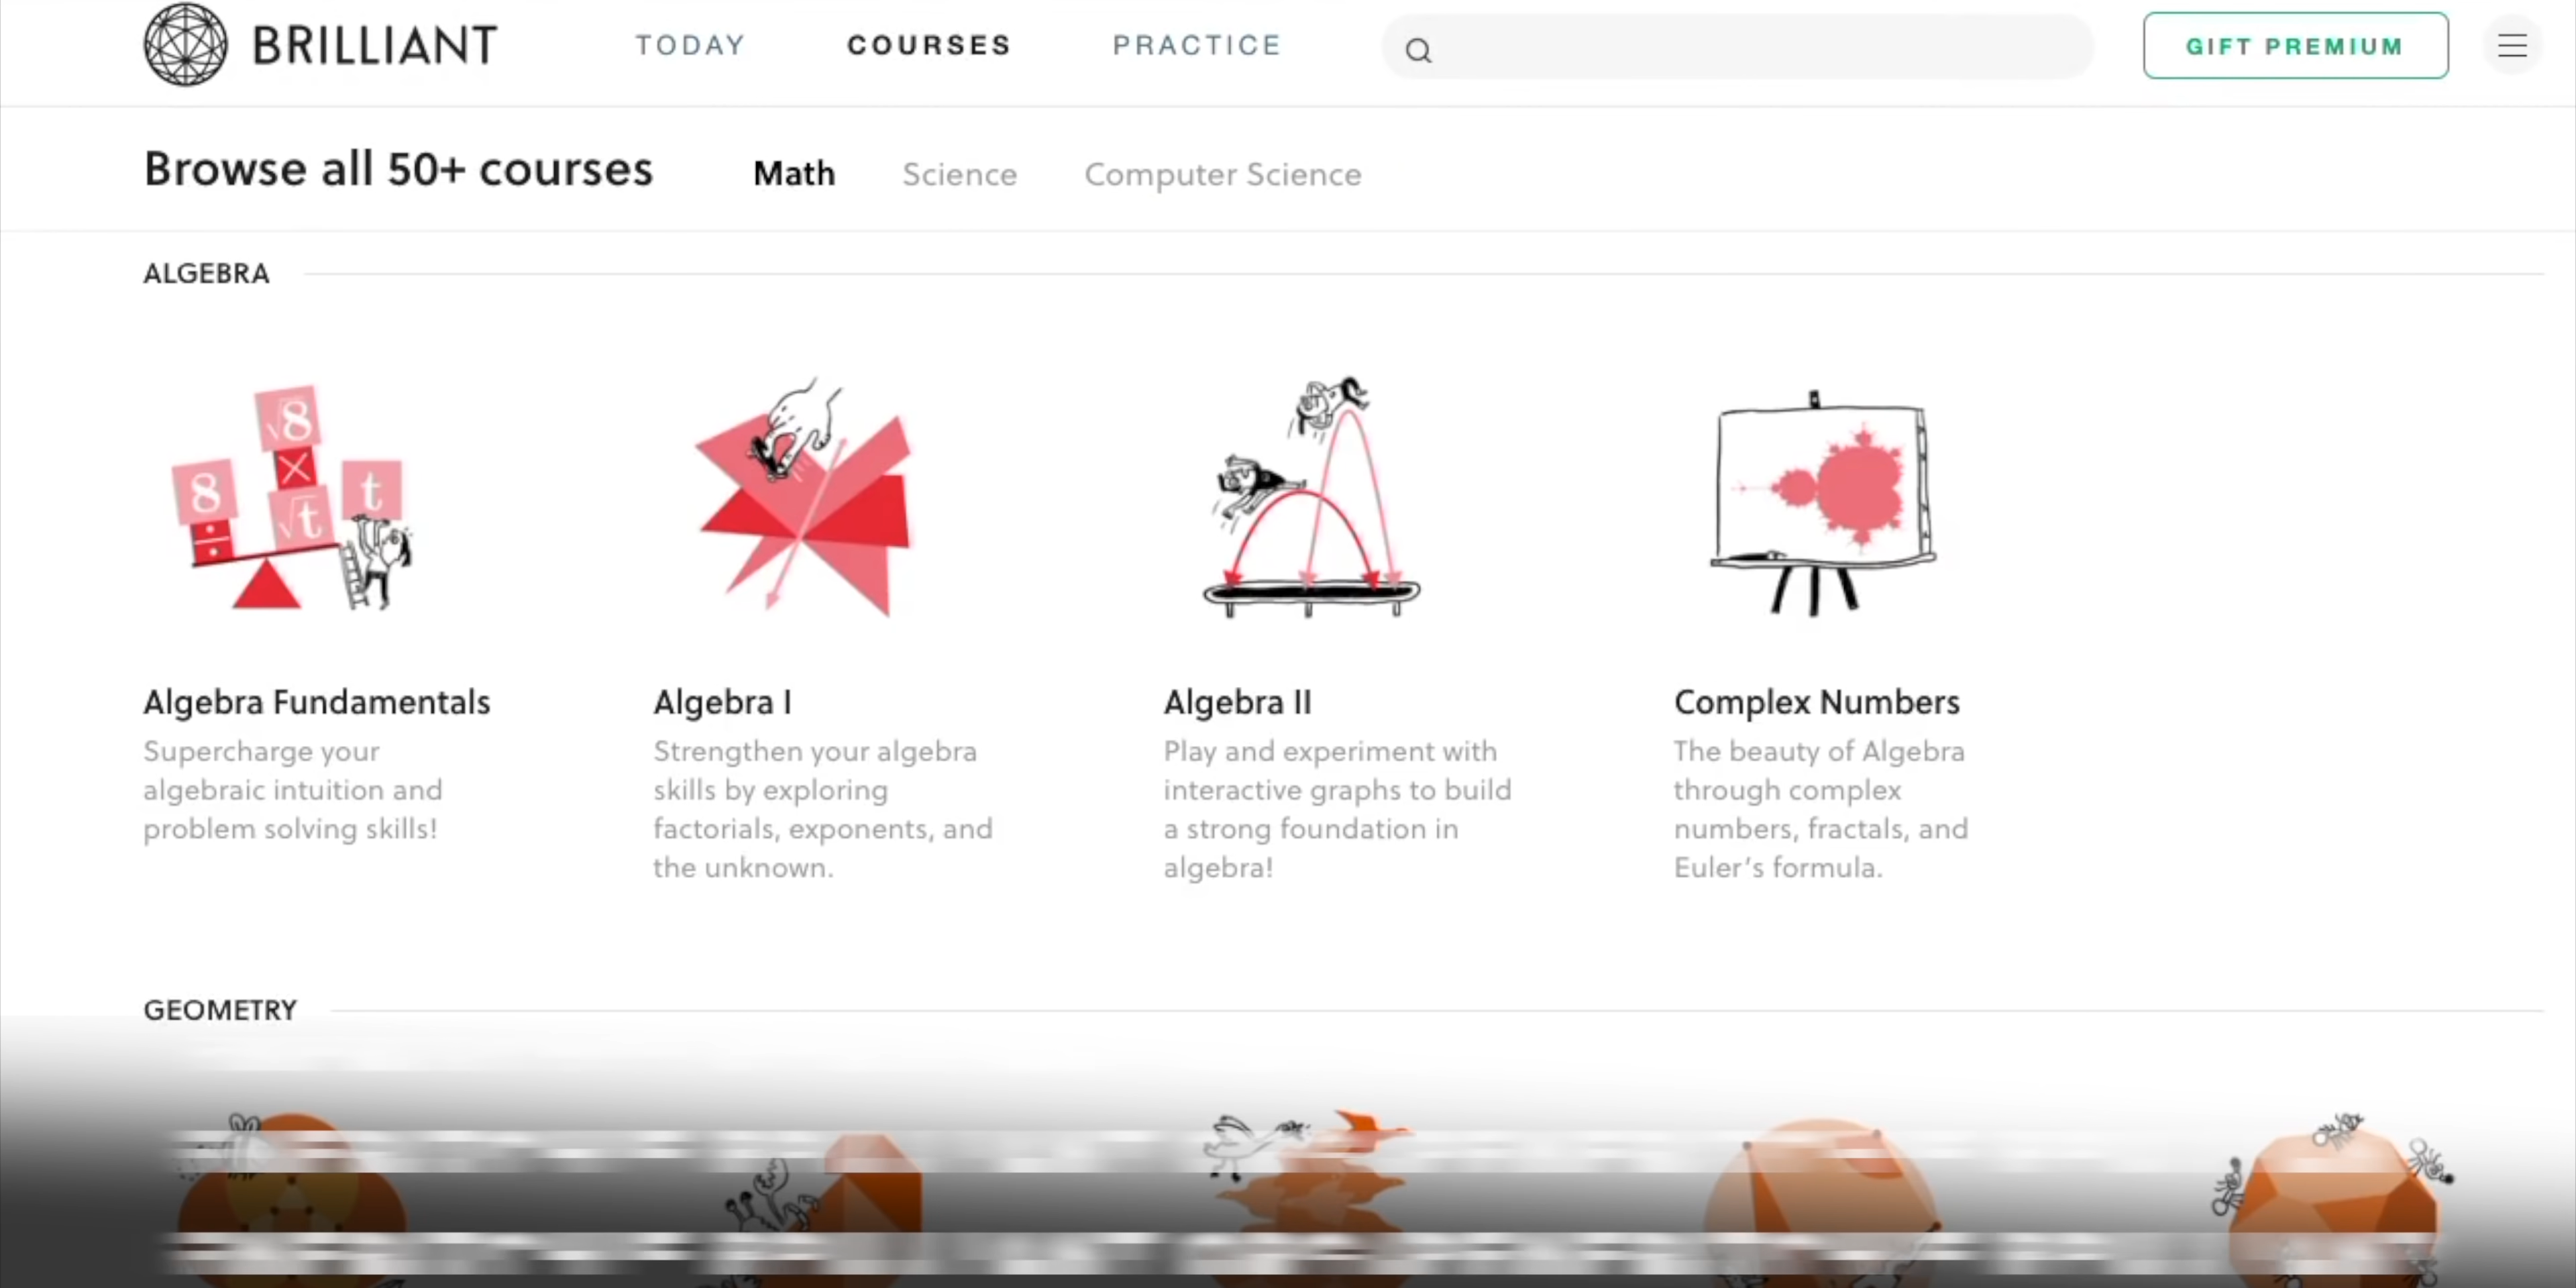 BRILLIANT TODAY COURSES PRACTICE GIFT PREMIUM
Browse all 50+ courses Math Science Computer Science
ALGEBRA
√8
×
8 √t t
÷
Algebra Fundamentals
Supercharge your
algebraic intuition and
problem solving skills!
Algebra I
Strengthen your algebra
skills by exploring
factorials, exponents, and
the unknown.
Algebra II
Play and experiment with
interactive graphs to build
a strong foundation in
algebra!
Complex Numbers
The beauty of Algebra
through complex
numbers, fractals, and
Euler's formula.
GEOMETRY